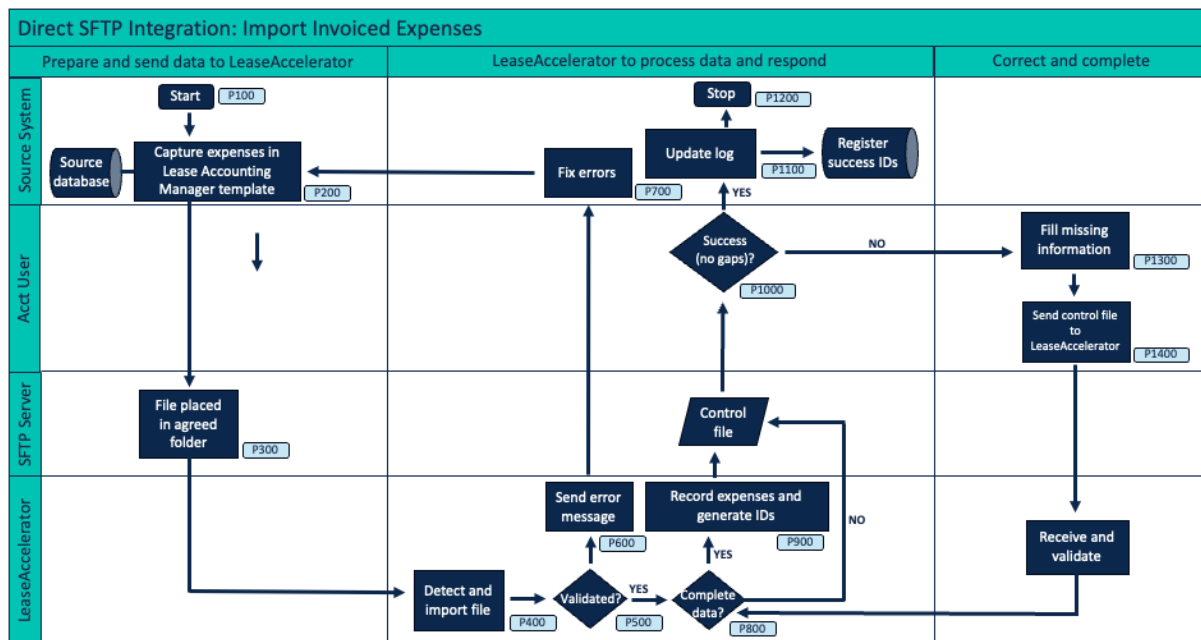 Direct SFTP Integration: Import Invoiced Expenses
Prepare and send data to LeaseAccelerator
LeaseAccelerator to process data and respond
Correct and complete
Source System
Start
P100
Source
database
Capture expenses in
Lease Accounting
Manager template
P200
Fix errors
P700
Stop
P1200
Update log
P1100
Register
success IDs
YES
Acct User
Success
(no gaps)?
P1000
NO
Fill missing
information
P1300
Send control file
to
LeaseAccelerator
P1400
SFTP Server
File placed
in agreed
folder
P300
Control
file
LeaseAccelerator
Send error
message
P600
Record expenses and
generate IDs
P900
NO
Receive and
validate
Detect and
import file
P400
Validated?
P500
YES
YES
Complete
data?
P800